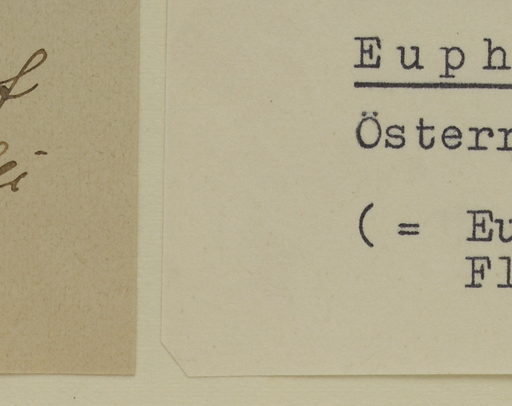 Euph
Österr
( = Eu
Fl